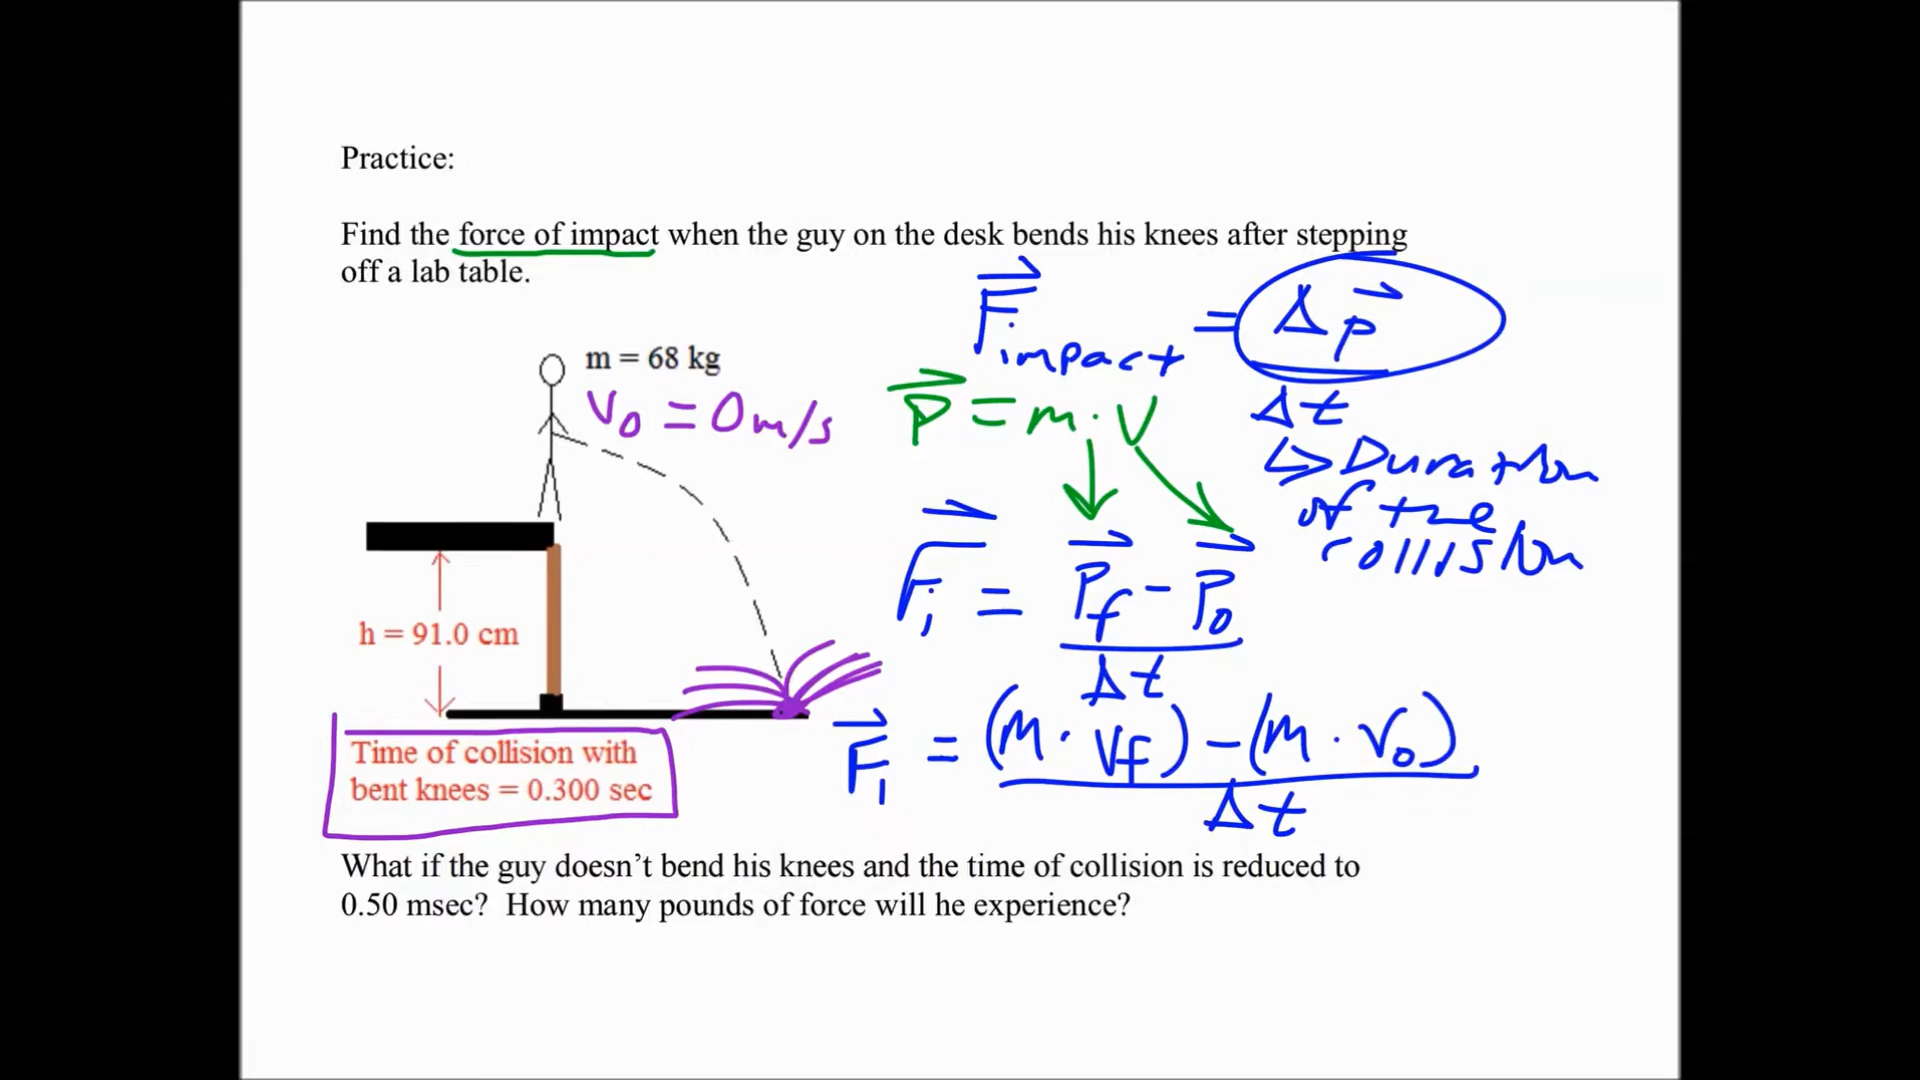 Practice:
Find the force of impact when the guy on the desk bends his knees after stepping
off a lab table.
F⃗impact = Δp⃗ / Δt
↳ Duration
of the
collision
m = 68 kg
v₀ = 0 m/s
p⃗ = m · v
F⃗i = (p⃗f - p⃗₀) / Δt
h = 91.0 cm
F⃗i = ((m · vf) - (m · v₀)) / Δt
Time of collision with
bent knees = 0.300 sec
What if the guy doesn’t bend his knees and the time of collision is reduced to
0.50 msec? How many pounds of force will he experience?